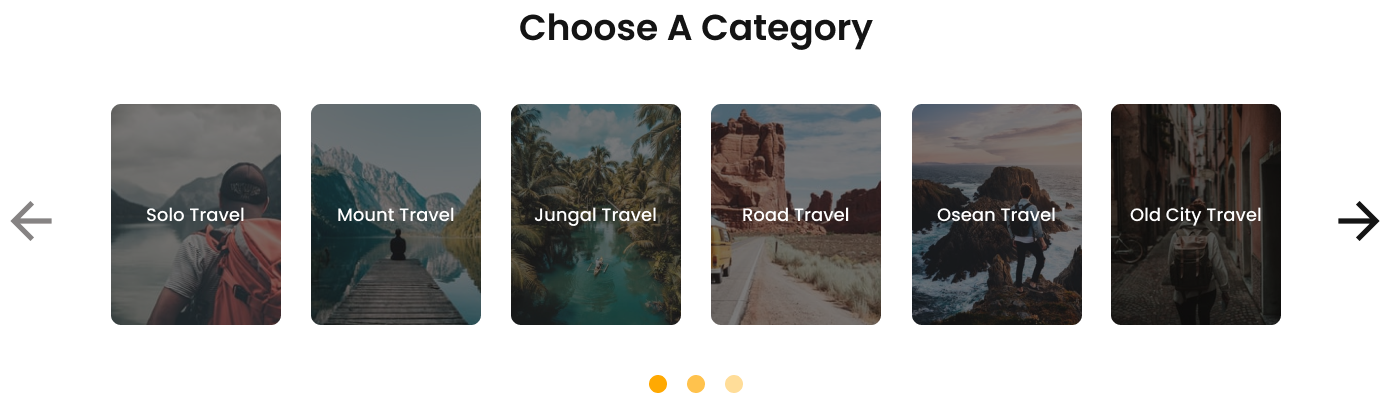 Choose A Category
Solo Travel
Mount Travel
Jungal Travel
Road Travel
Osean Travel
Old City Travel